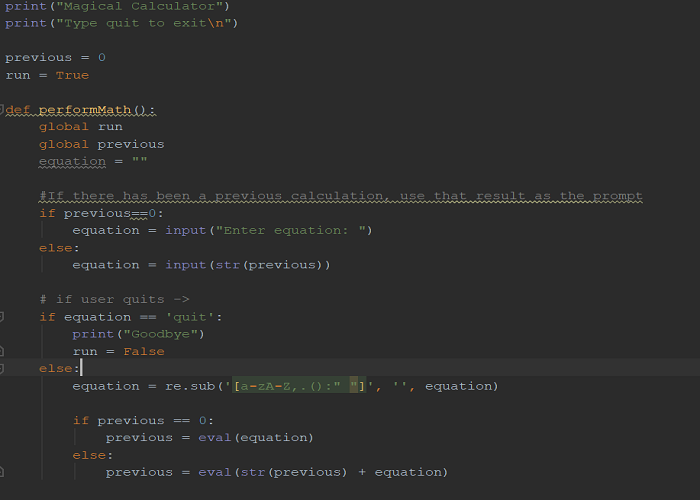 print("Magical Calculator")
print("Type quit to exit\n")
previous = 0
run = True
def performMath():
    global run
    global previous
    equation = ""
    #If there has been a previous calculation, use that result as the prompt
    if previous==0:
        equation = input("Enter equation: ")
    else:
        equation = input(str(previous))
    # if user quits ->
    if equation == 'quit':
        print("Goodbye")
        run = False
    else:
        equation = re.sub('[a-zA-Z,.():" "]', '', equation)
        if previous == 0:
            previous = eval(equation)
        else:
            previous = eval(str(previous) + equation)